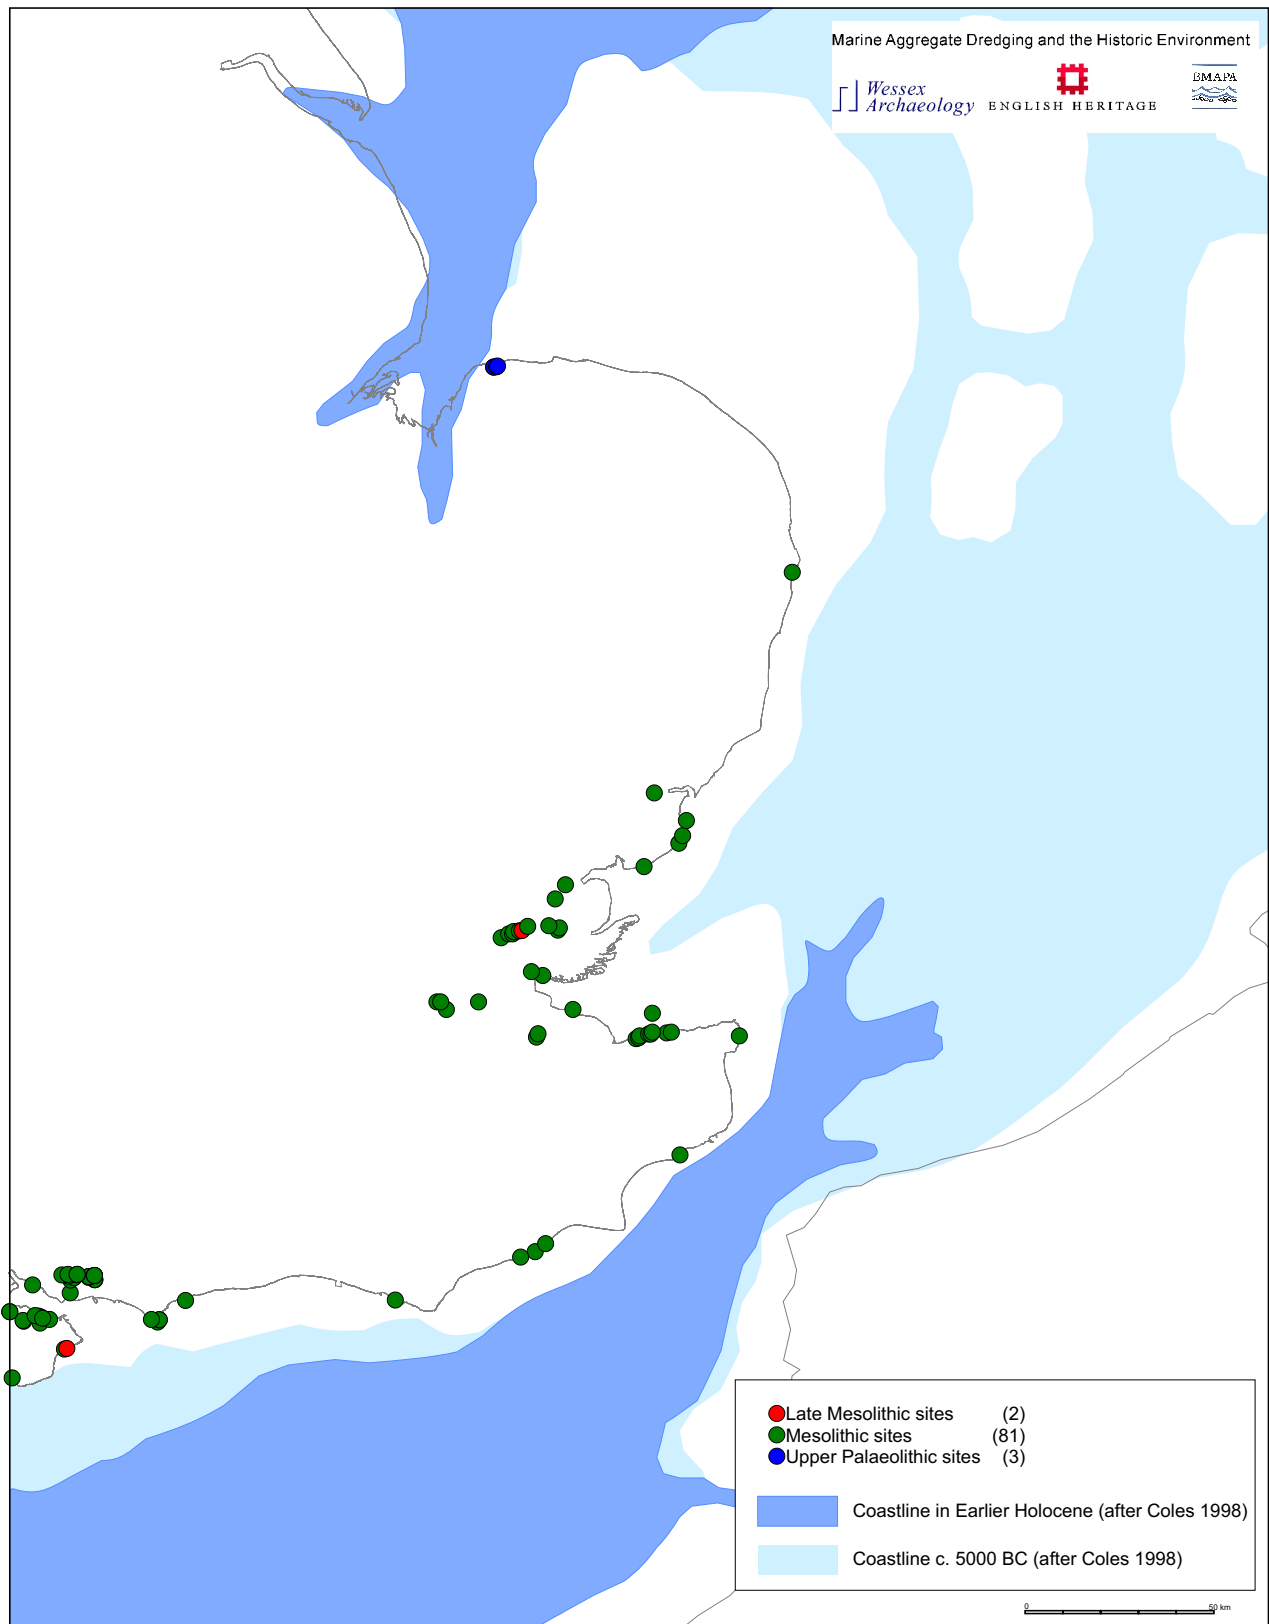 Marine Aggregate Dredging and the Historic Environment
Wessex
Archaeology
ENGLISH HERITAGE
BMAPA
Late Mesolithic sites (2)
Mesolithic sites (81)
Upper Palaeolithic sites (3)
Coastline in Earlier Holocene (after Coles 1998)
Coastline c. 5000 BC (after Coles 1998)
0 50 km